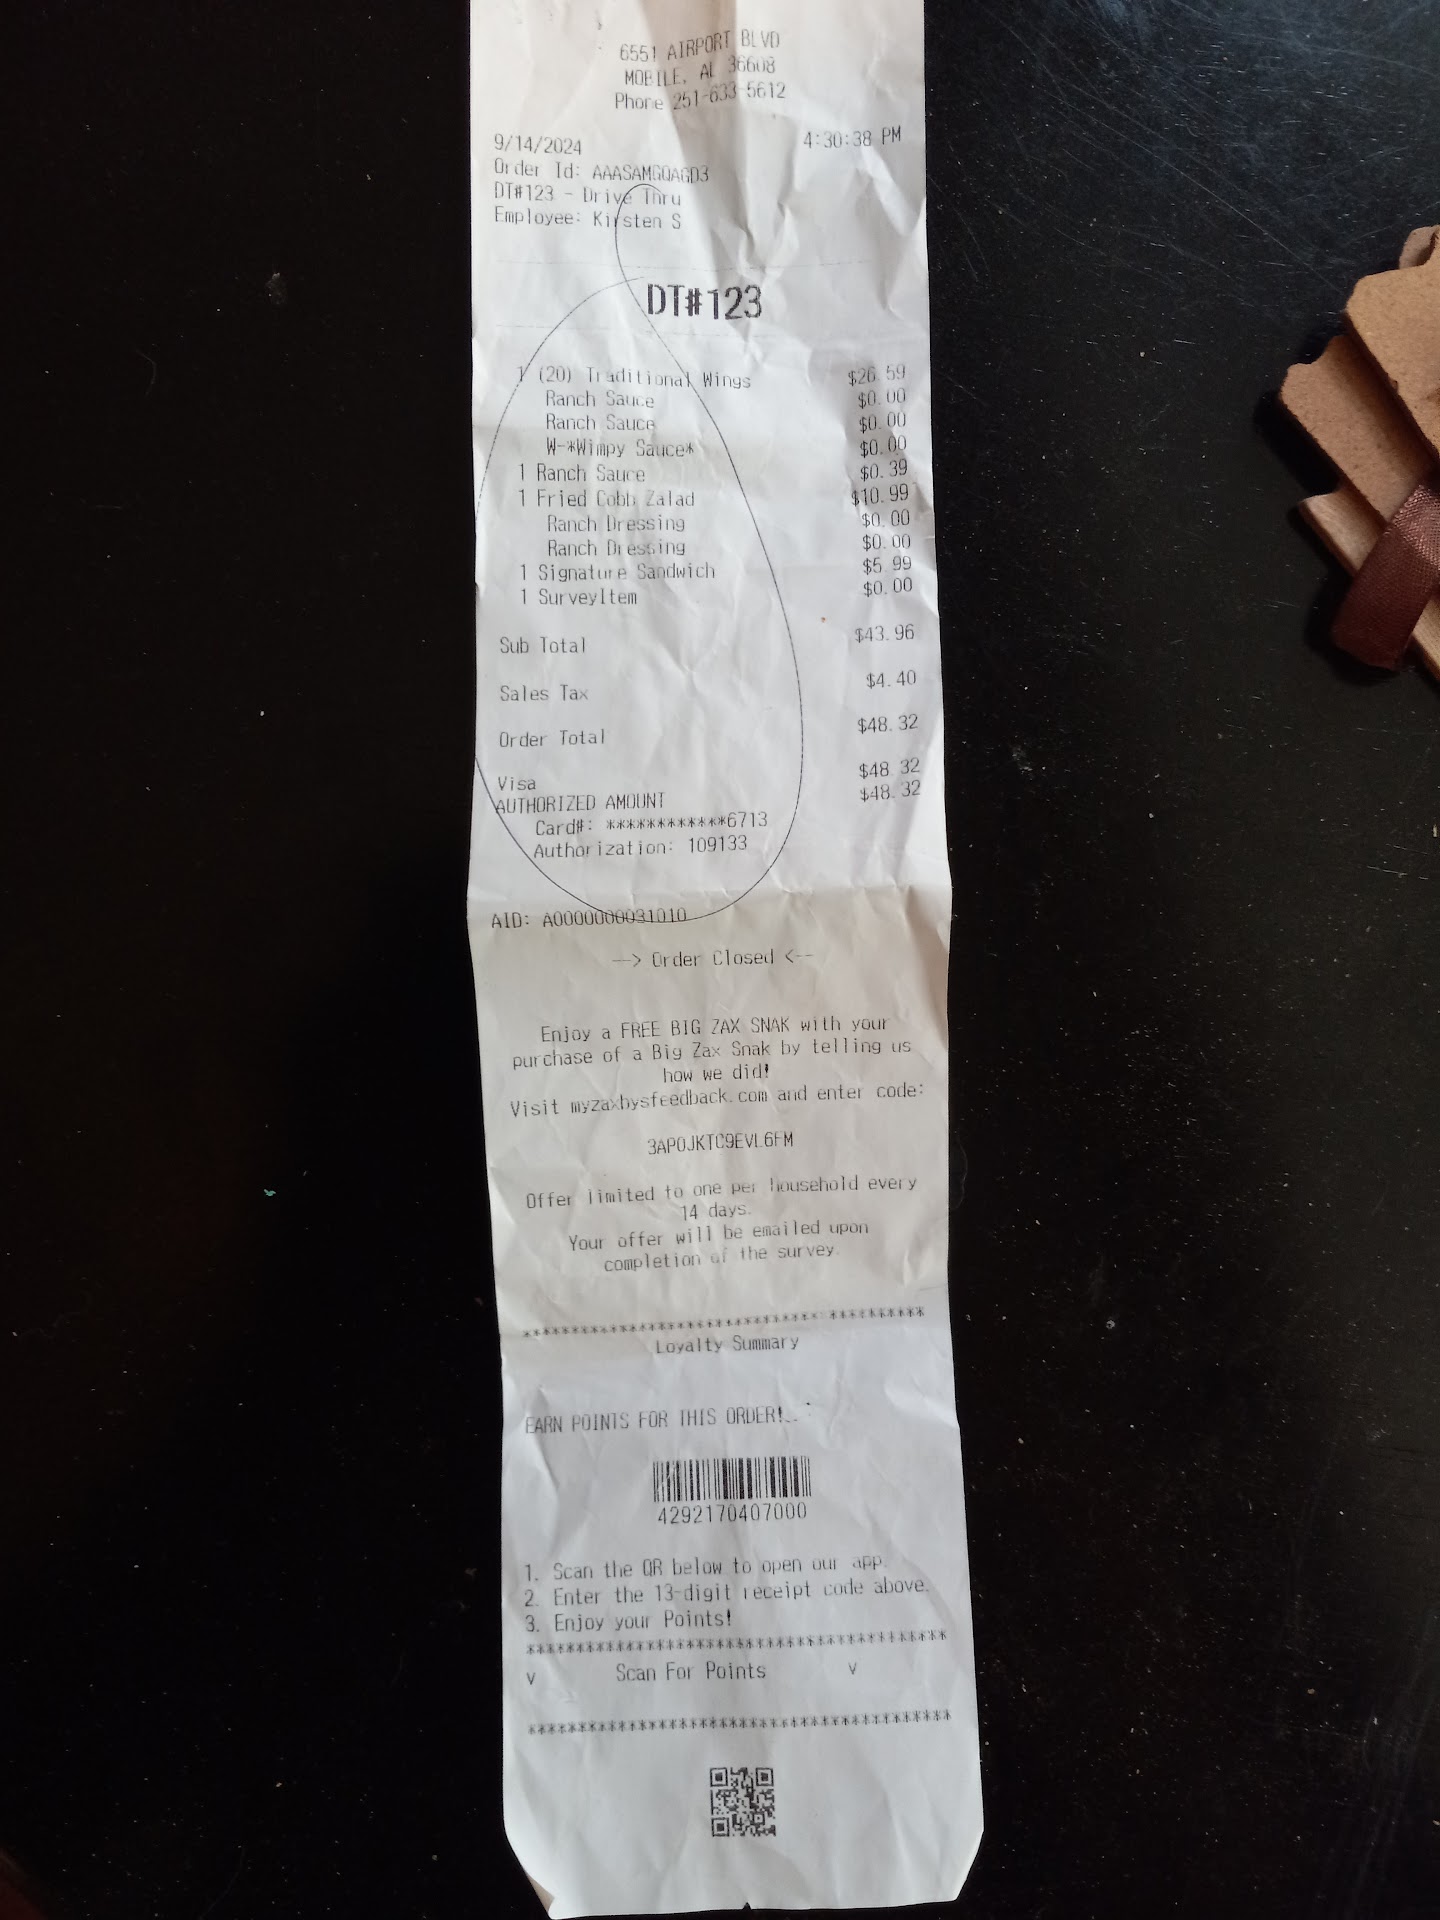 6551 AIRPORT BLVD
MOBILE, AL 36608
Phone 251-633-5612
9/14/2024 4:30:38 PM
Order Id: AAASAMGQAGD3
DT#123 - Drive Thru
Employee: Kirsten S
DT#123
1 (20) Traditional Wings $26.59
Ranch Sauce $0.00
Ranch Sauce $0.00
W-*Wimpy Sauce* $0.00
1 Ranch Sauce $0.39
1 Fried Cobb Zalad $10.99
Ranch Dressing $0.00
Ranch Dressing $0.00
1 Signature Sandwich $5.99
1 SurveyItem $0.00
Sub Total $43.96
Sales Tax $4.40
Order Total $48.32
Visa $48.32
AUTHORIZED AMOUNT $48.32
Card#: ************6713
Authorization: 109133
AID: A0000000031010
--> Order Closed <--
Enjoy a FREE BIG ZAX SNAK with your
purchase of a Big Zax Snak by telling us
how we did!
Visit myzaxbysfeedback.com and enter code:
3APOJKTC9EVL6FM
Offer limited to one per household every
14 days.
Your offer will be emailed upon
completion of the survey.
******************************************
Loyalty Summary
EARN POINTS FOR THIS ORDER!..
4292170407000
1. Scan the QR below to open our app.
2. Enter the 13-digit receipt code above.
3. Enjoy your Points!
******************************************
v Scan For Points v
******************************************